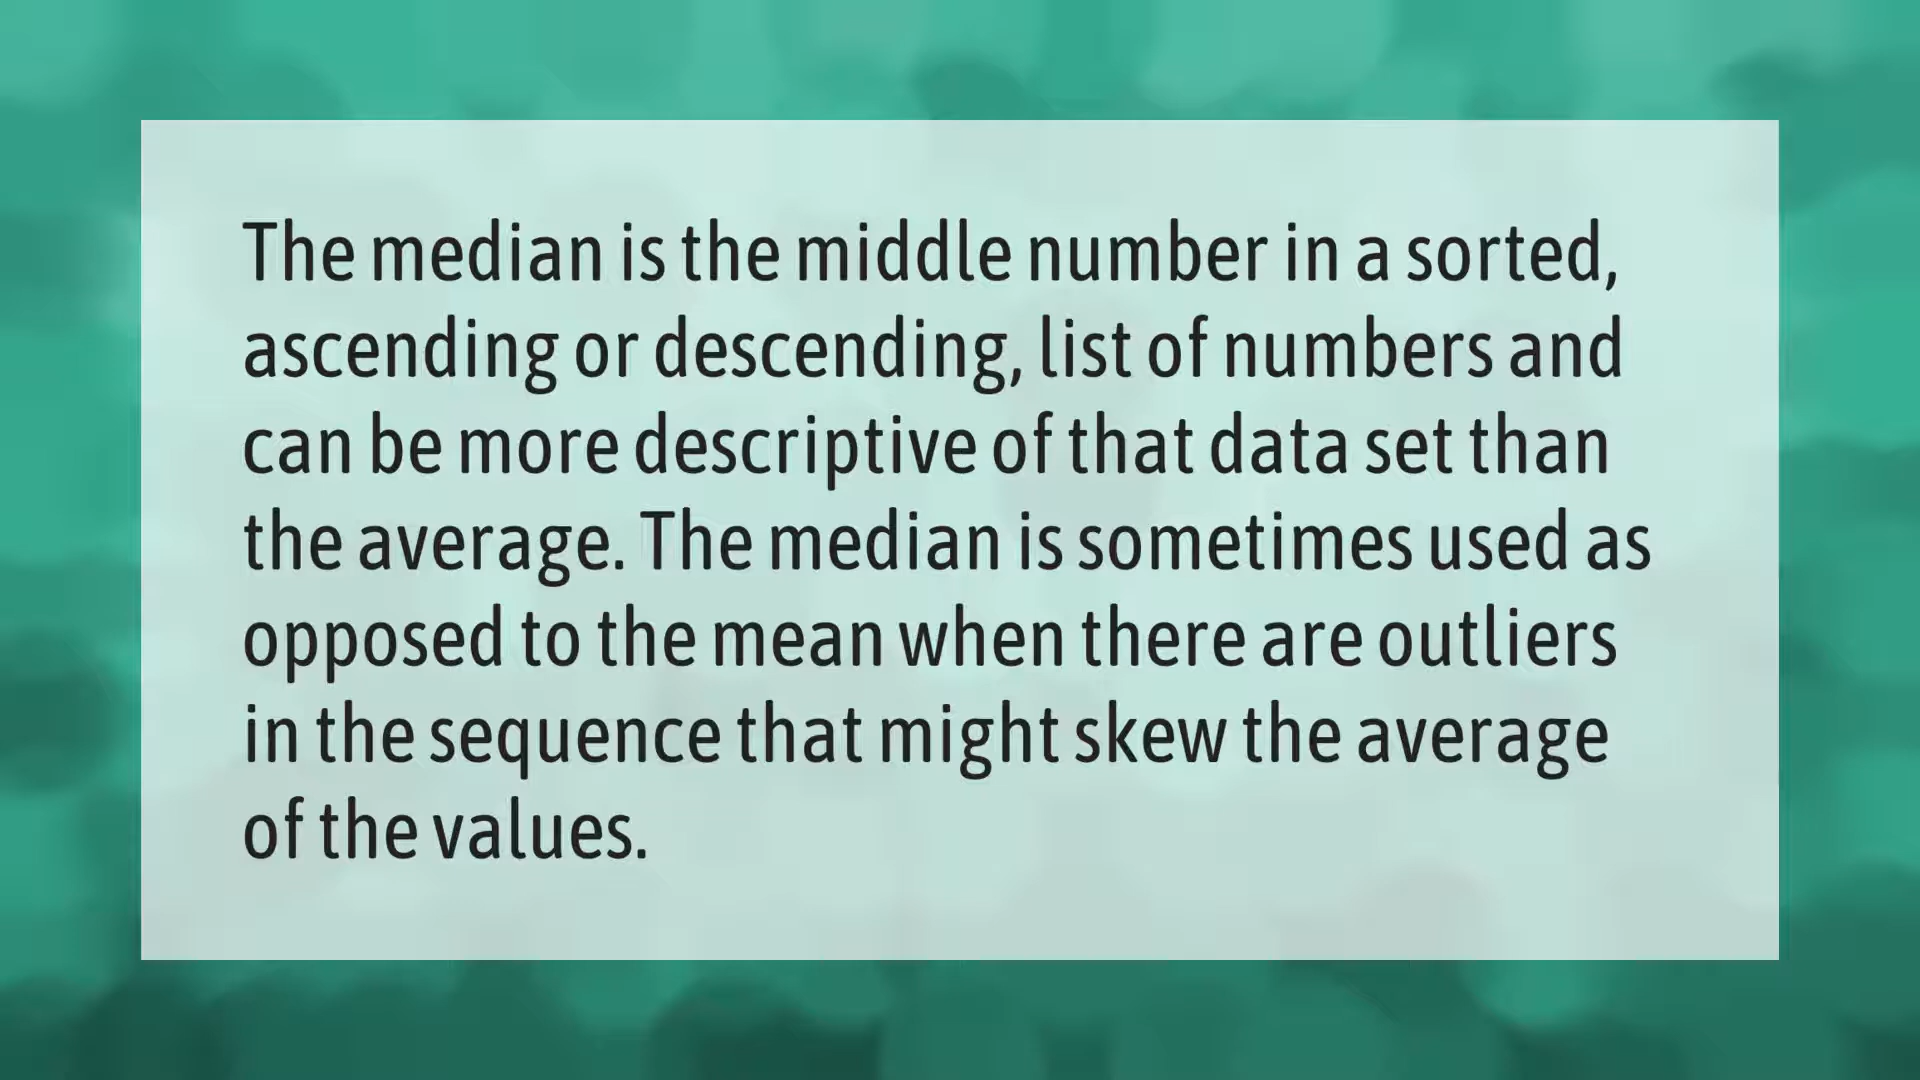 The median is the middle number in a sorted,
ascending or descending, list of numbers and
can be more descriptive of that data set than
the average. The median is sometimes used as
opposed to the mean when there are outliers
in the sequence that might skew the average
of the values.